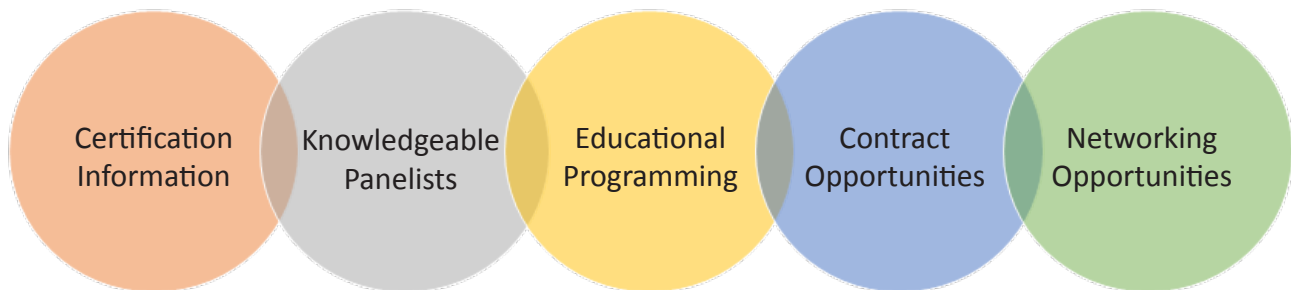 Certification
Information
Knowledgeable
Panelists
Educational
Programming
Contract
Opportunities
Networking
Opportunities